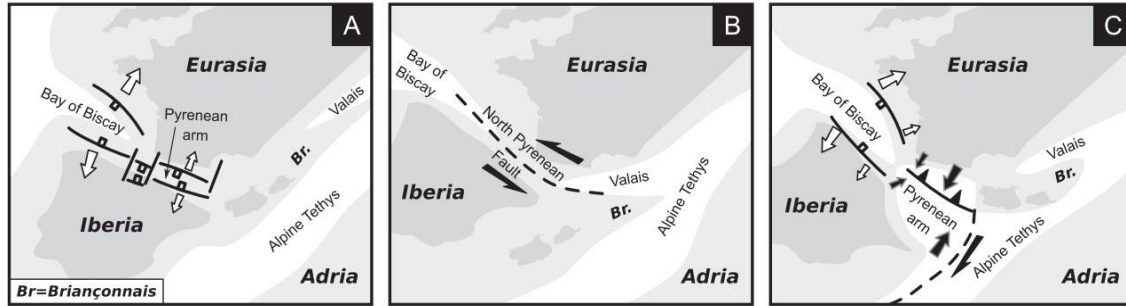 A
Eurasia
Bay of Biscay
Pyrenean
arm
Valais
Br.
Iberia
Alpine Tethys
Adria
Br=Briançonnais
B
Bay of
Biscay
Eurasia
North Pyrenean
Fault
Valais
Iberia
Br.
Alpine Tethys
Adria
C
Eurasia
Bay of Biscay
Valais
Br.
Pyrenean
arm
Iberia
Alpine Tethys
Adria